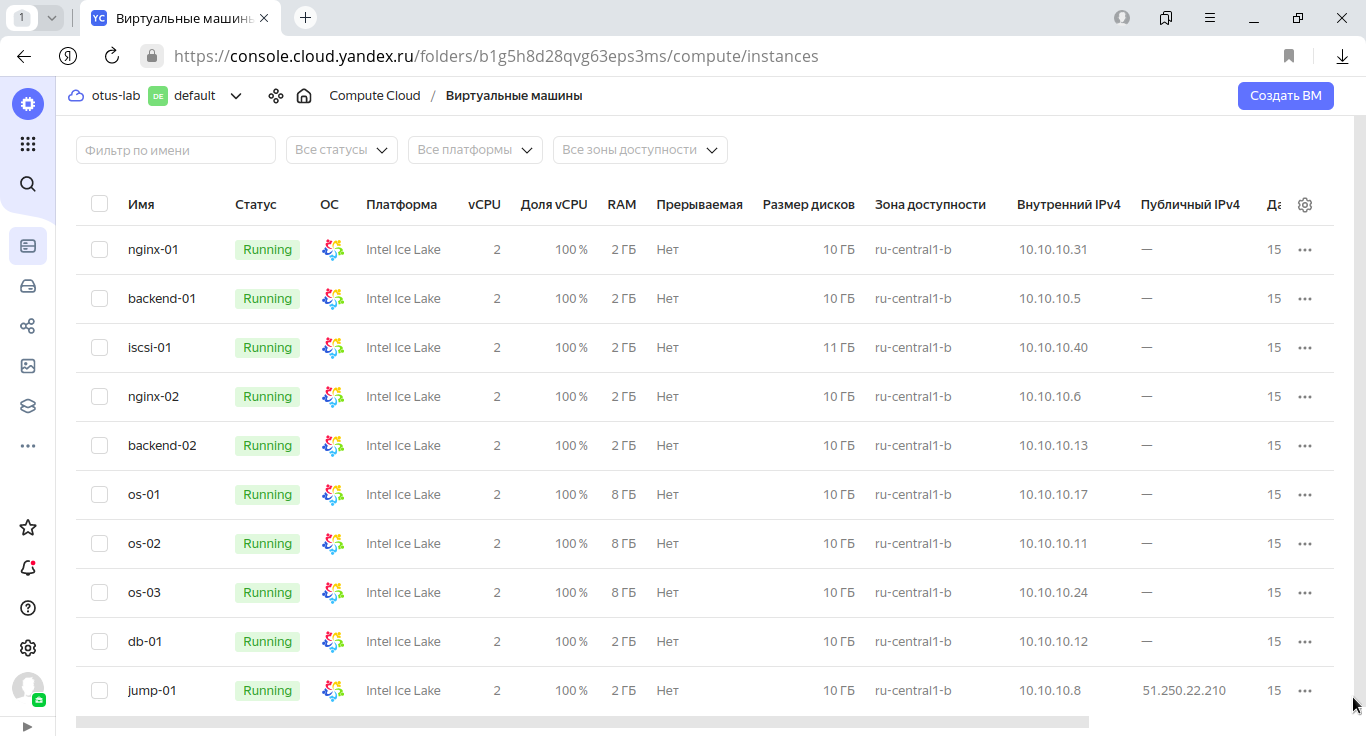 1
YC Виртуальные машины
https://console.cloud.yandex.ru/folders/b1g5h8d28qvg63eps3ms/compute/instances
otus-lab DE default Compute Cloud / Виртуальные машины Создать ВМ
Фильтр по имени Все статусы Все платформы Все зоны доступности
Имя Статус ОС Платформа vCPU Доля vCPU RAM Прерываемая Размер дисков Зона доступности Внутренний IPv4 Публичный IPv4 Да
nginx-01 Running Intel Ice Lake 2 100 % 2 ГБ Нет 10 ГБ ru-central1-b 10.10.10.31 — 15
backend-01 Running Intel Ice Lake 2 100 % 2 ГБ Нет 10 ГБ ru-central1-b 10.10.10.5 — 15
iscsi-01 Running Intel Ice Lake 2 100 % 2 ГБ Нет 11 ГБ ru-central1-b 10.10.10.40 — 15
nginx-02 Running Intel Ice Lake 2 100 % 2 ГБ Нет 10 ГБ ru-central1-b 10.10.10.6 — 15
backend-02 Running Intel Ice Lake 2 100 % 2 ГБ Нет 10 ГБ ru-central1-b 10.10.10.13 — 15
os-01 Running Intel Ice Lake 2 100 % 8 ГБ Нет 10 ГБ ru-central1-b 10.10.10.17 — 15
os-02 Running Intel Ice Lake 2 100 % 8 ГБ Нет 10 ГБ ru-central1-b 10.10.10.11 — 15
os-03 Running Intel Ice Lake 2 100 % 8 ГБ Нет 10 ГБ ru-central1-b 10.10.10.24 — 15
db-01 Running Intel Ice Lake 2 100 % 2 ГБ Нет 10 ГБ ru-central1-b 10.10.10.12 — 15
jump-01 Running Intel Ice Lake 2 100 % 2 ГБ Нет 10 ГБ ru-central1-b 10.10.10.8 51.250.22.210 15